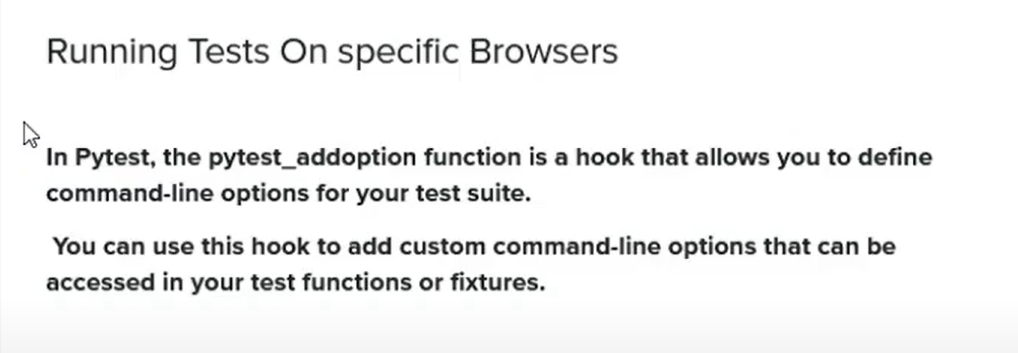 Running Tests On specific Browsers
In Pytest, the pytest_addoption function is a hook that allows you to define
command-line options for your test suite.
You can use this hook to add custom command-line options that can be
accessed in your test functions or fixtures.